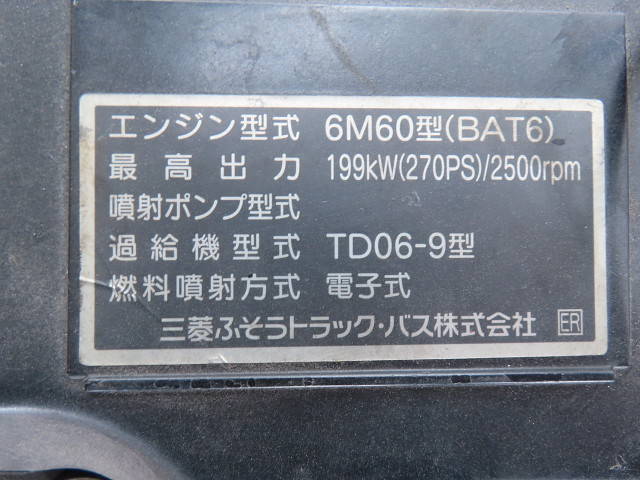 エンジン型式 6M60型(BAT6)
最高出力 199kW(270PS)/2500rpm
噴射ポンプ型式
過給機型式 TD06-9型
燃料噴射方式 電子式
三菱ふそうトラック・バス株式会社 ER